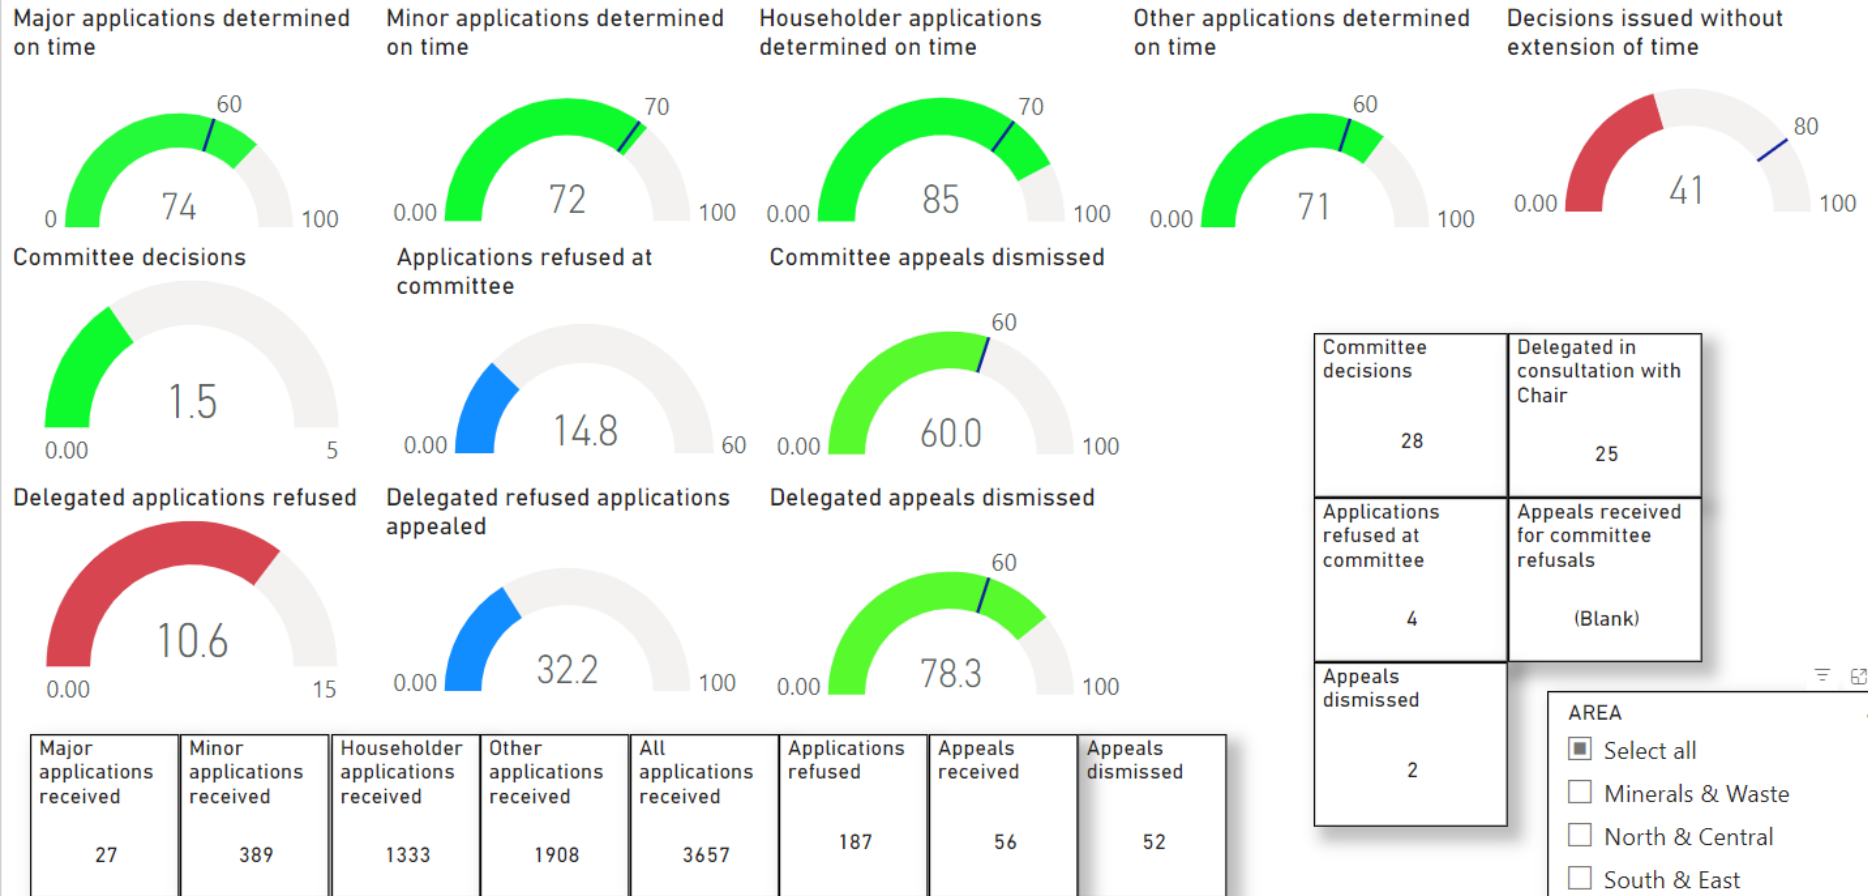 Major applications determined
on time
60
74
0
100
Minor applications determined
on time
70
72
0.00
100
Householder applications
determined on time
70
85
0.00
100
Other applications determined
on time
60
71
0.00
100
Decisions issued without
extension of time
80
41
0.00
100
Committee decisions
1.5
0.00
5
Applications refused at
committee
14.8
0.00
60
Committee appeals dismissed
60
60.0
0.00
100
Delegated applications refused
10.6
0.00
15
Delegated refused applications
appealed
32.2
0.00
100
Delegated appeals dismissed
60
78.3
0.00
100
Committee
decisions
28
Delegated in
consultation with
Chair
25
Applications
refused at
committee
4
Appeals received
for committee
refusals
(Blank)
Appeals
dismissed
2
Major
applications
received
27
Minor
applications
received
389
Householder
applications
received
1333
Other
applications
received
1908
All
applications
received
3657
Applications
refused
187
Appeals
received
56
Appeals
dismissed
52
AREA
Select all
Minerals & Waste
North & Central
South & East